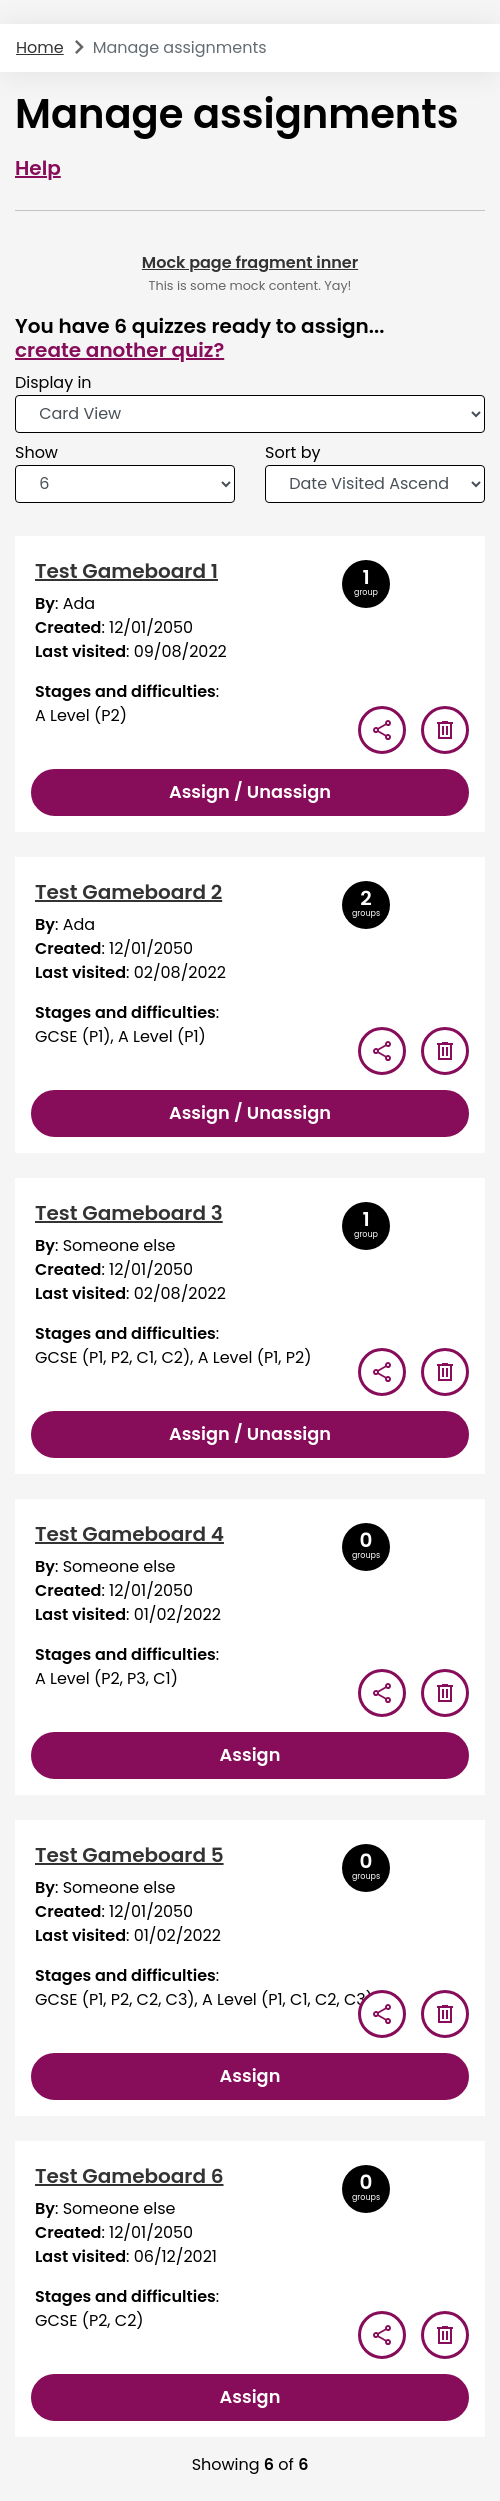 Home > Manage assignments
Manage assignments
Help
Mock page fragment inner
This is some mock content. Yay!
You have 6 quizzes ready to assign...
create another quiz?
Display in
Card View
Show Sort by
6 Date Visited Ascend
Test Gameboard 1
1
group
By: Ada
Created: 12/01/2050
Last visited: 09/08/2022
Stages and difficulties:
A Level (P2)
Assign / Unassign
Test Gameboard 2
2
groups
By: Ada
Created: 12/01/2050
Last visited: 02/08/2022
Stages and difficulties:
GCSE (P1), A Level (P1)
Assign / Unassign
Test Gameboard 3
1
group
By: Someone else
Created: 12/01/2050
Last visited: 02/08/2022
Stages and difficulties:
GCSE (P1, P2, C1, C2), A Level (P1, P2)
Assign / Unassign
Test Gameboard 4
0
groups
By: Someone else
Created: 12/01/2050
Last visited: 01/02/2022
Stages and difficulties:
A Level (P2, P3, C1)
Assign
Test Gameboard 5
0
groups
By: Someone else
Created: 12/01/2050
Last visited: 01/02/2022
Stages and difficulties:
GCSE (P1, P2, C2, C3), A Level (P1, C1, C2, C3)
Assign
Test Gameboard 6
0
groups
By: Someone else
Created: 12/01/2050
Last visited: 06/12/2021
Stages and difficulties:
GCSE (P2, C2)
Assign
Showing 6 of 6